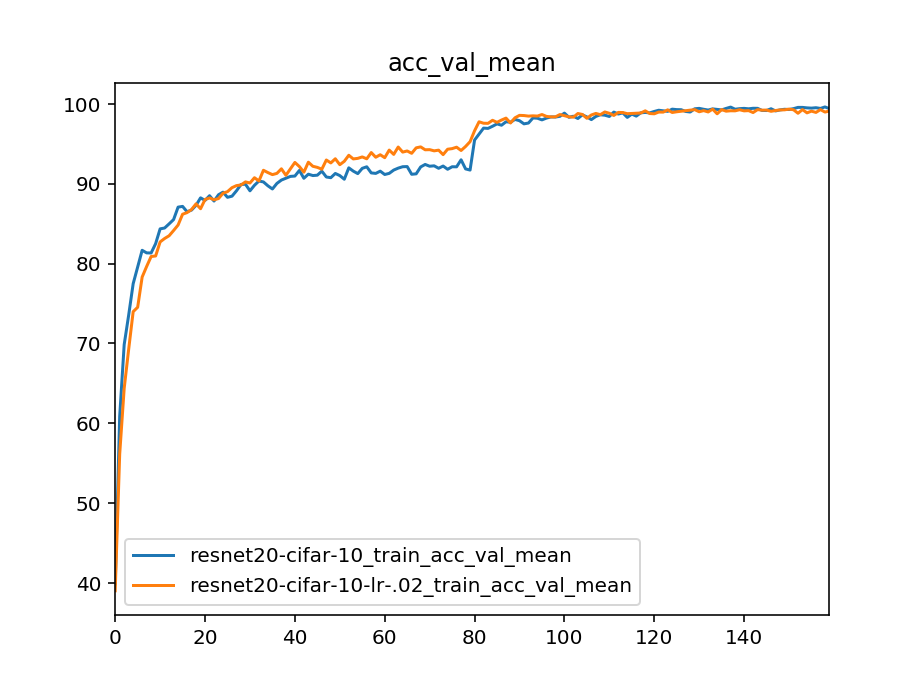 acc_val_mean
100
90
80
70
60
50
40
resnet20-cifar-10_train_acc_val_mean
resnet20-cifar-10-lr-.02_train_acc_val_mean
0 20 40 60 80 100 120 140